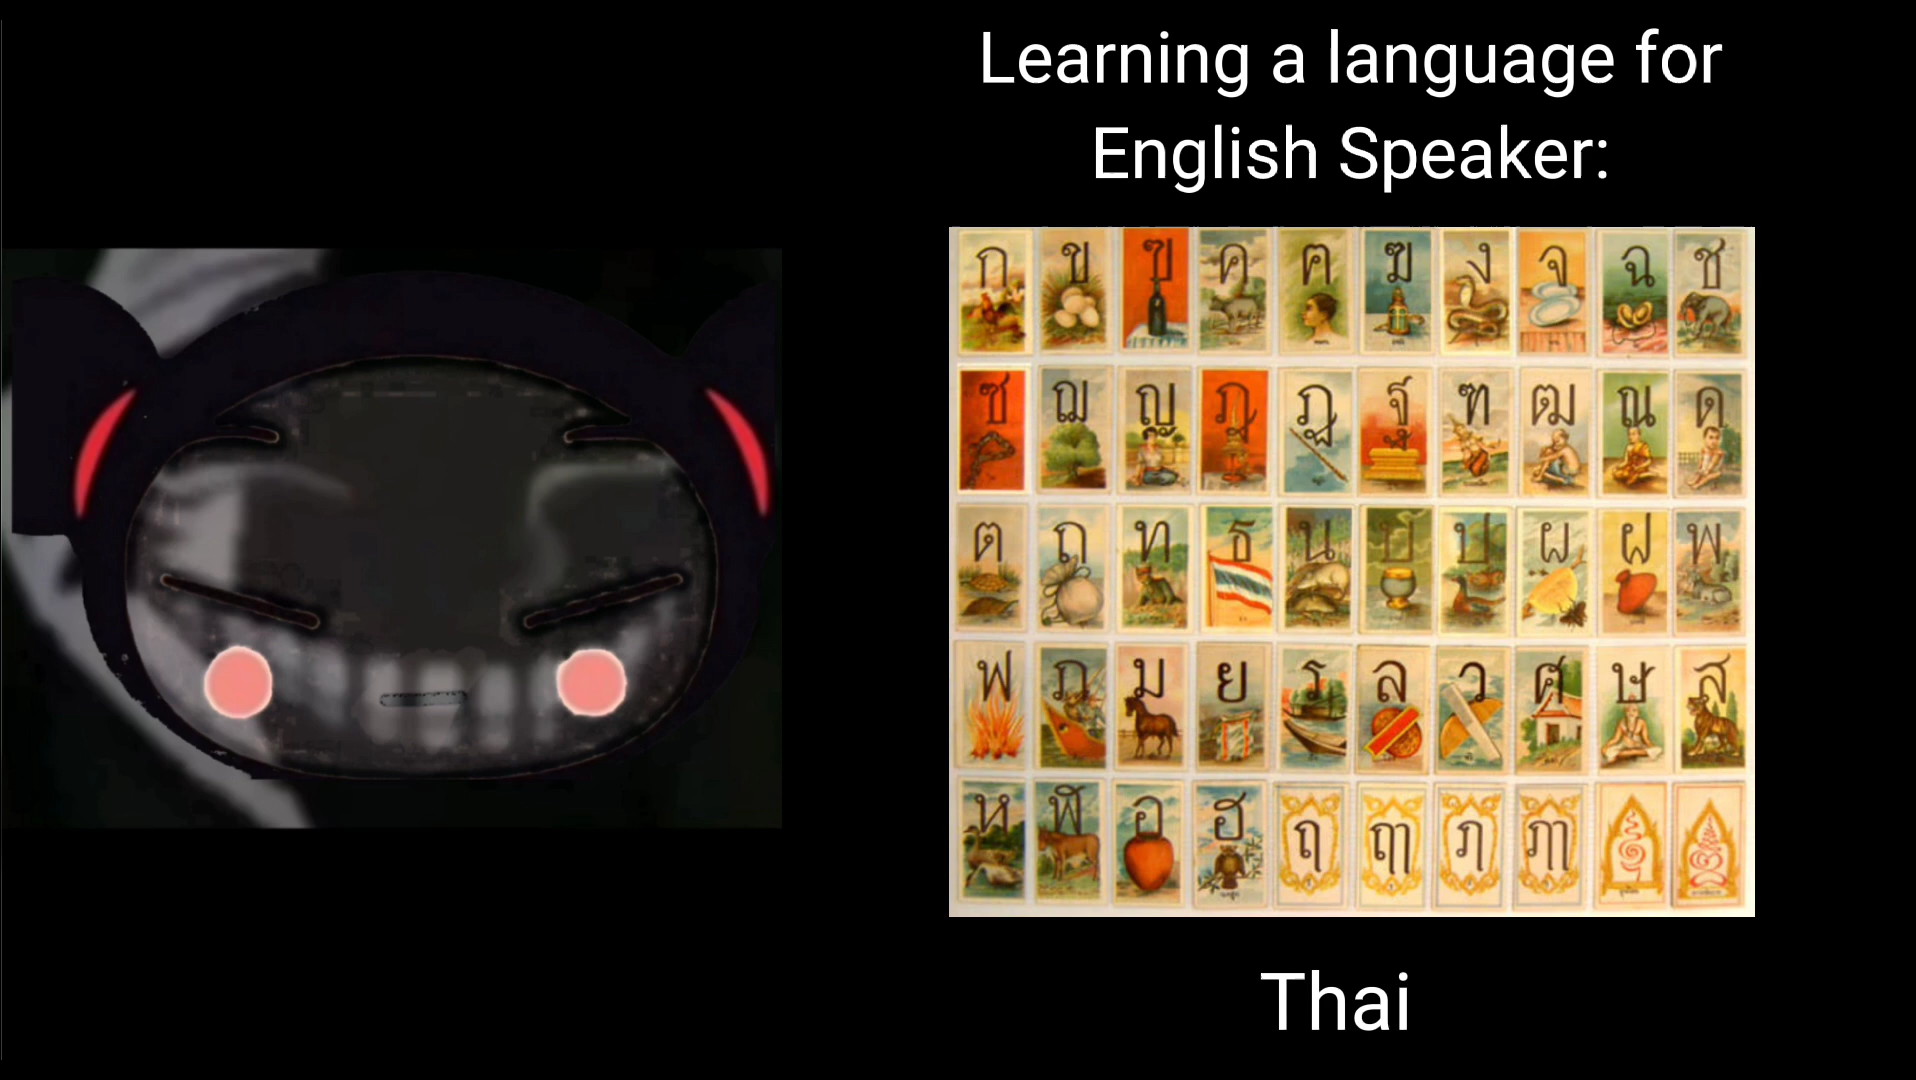 Learning a language for
English Speaker:
ก ข ฃ ค ฅ ฆ ง จ ฉ ช
ซ ฌ ญ ฎ ฏ ฐ ฑ ฒ ณ ด
ต ถ ท ธ น บ ป ผ ฝ พ
ฟ ภ ม ย ร ล ว ศ ษ ส
ห ฬ อ ฮ ฤ ฤๅ ฦ ฦๅ
Thai